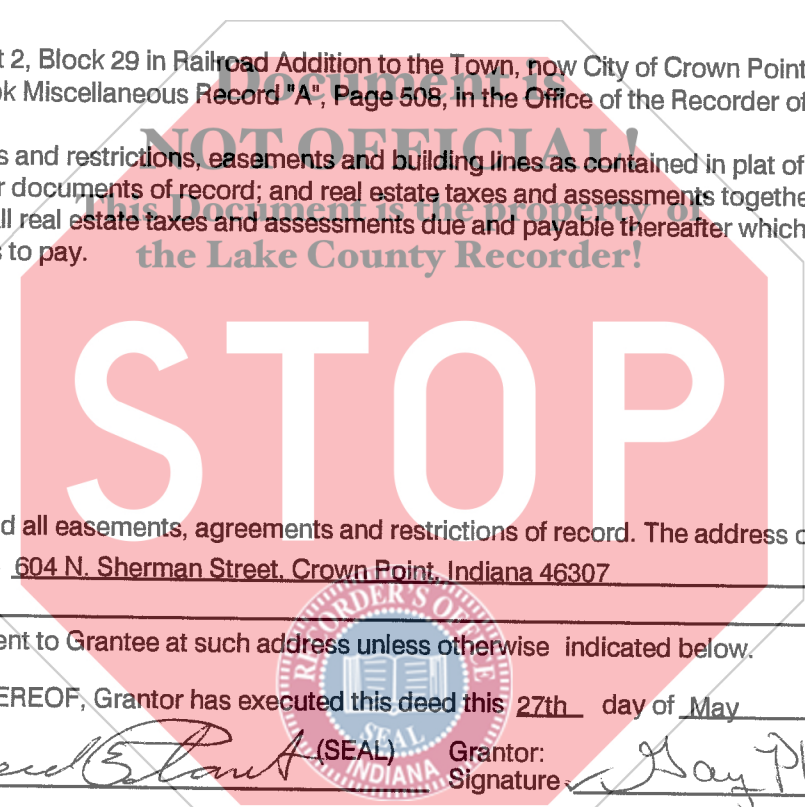 t 2, Block 29 in Railroad Addition to the Town, now City of Crown Point
ok Miscellaneous Record "A", Page 508, in the Office of the Recorder of
Document is
NOT OFFICIAL!
This Document is the property of
the Lake County Recorder!
s and restrictions, easements and building lines as contained in plat of
r documents of record; and real estate taxes and assessments togethe
ll real estate taxes and assessments due and payable thereafter which
s to pay.
STOP
d all easements, agreements and restrictions of record. The address o
604 N. Sherman Street, Crown Point, Indiana 46307
ent to Grantee at such address unless otherwise indicated below.
EREOF, Grantor has executed this deed this 27th day of May
RECORDER'S OFFICE
SEAL
INDIANA
(SEAL) Grantor:
Signature
Gay